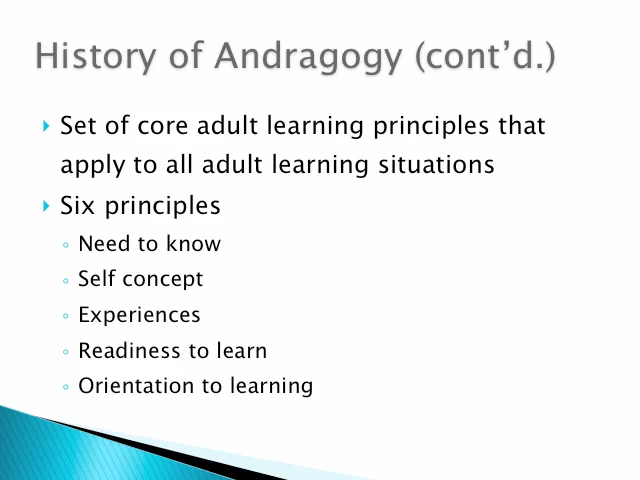 History of Andragogy (cont’d.)
Set of core adult learning principles that
apply to all adult learning situations
Six principles
Need to know
Self concept
Experiences
Readiness to learn
Orientation to learning